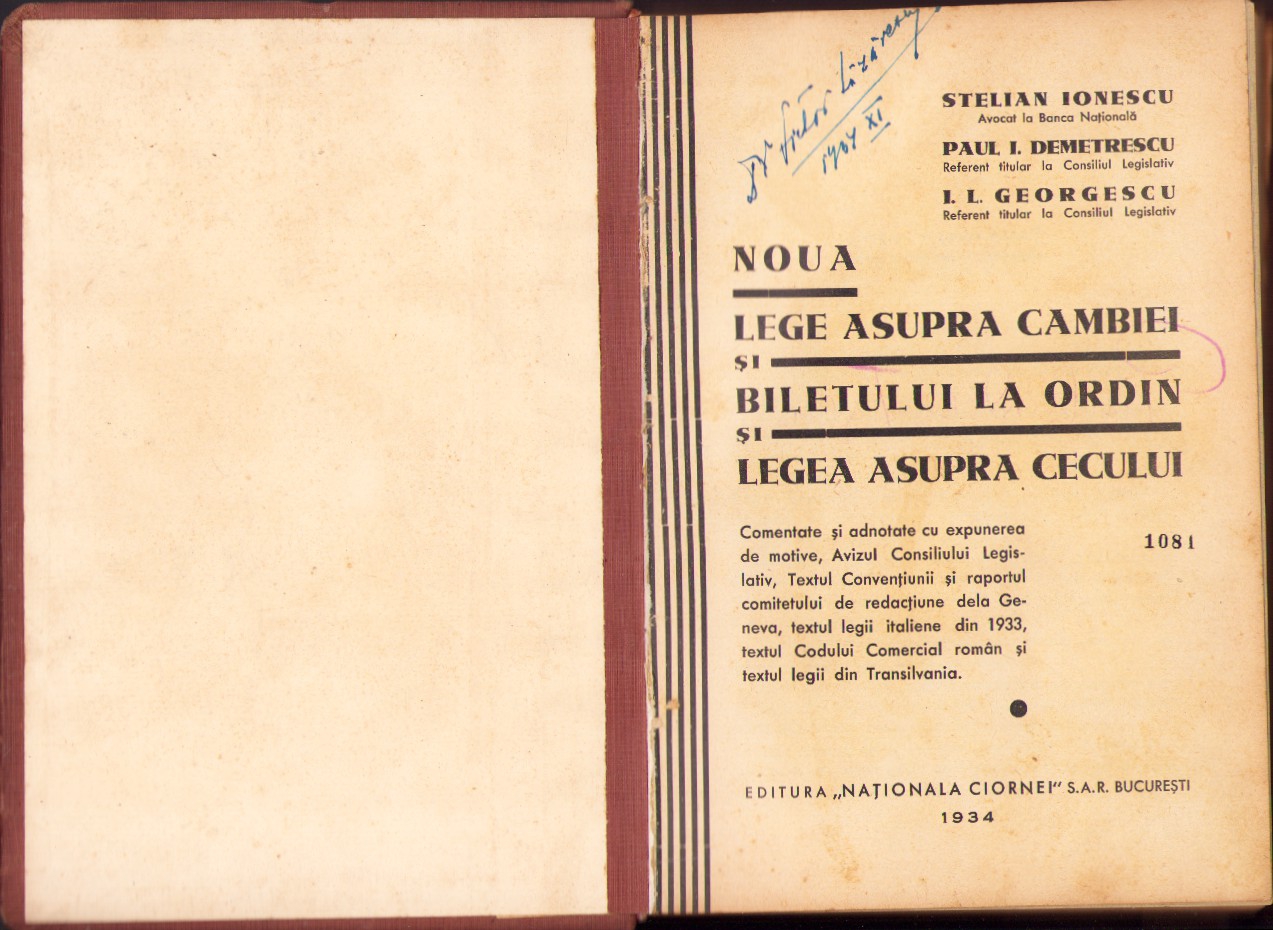 Dr Victor Lăzărescu
1934 XI
STELIAN IONESCU
Avocat la Banca Națională
PAUL I. DEMETRESCU
Referent titular la Consiliul Legislativ
I. L. GEORGESCU
Referent titular la Consiliul Legislativ
NOUA
LEGE ASUPRA CAMBIEI
ȘI
BILETULUI LA ORDIN
ȘI
LEGEA ASUPRA CECULUI
Comentate și adnotate cu expunerea
de motive, Avizul Consiliului Legis-
lativ, Textul Convențiunii și raportul
comitetului de redacțiune dela Ge-
neva, textul legii italiene din 1933,
textul Codului Comercial român și
textul legii din Transilvania.
1081
EDITURA „NAȚIONALA CIORNEI" S.A.R. BUCUREȘTI
1934